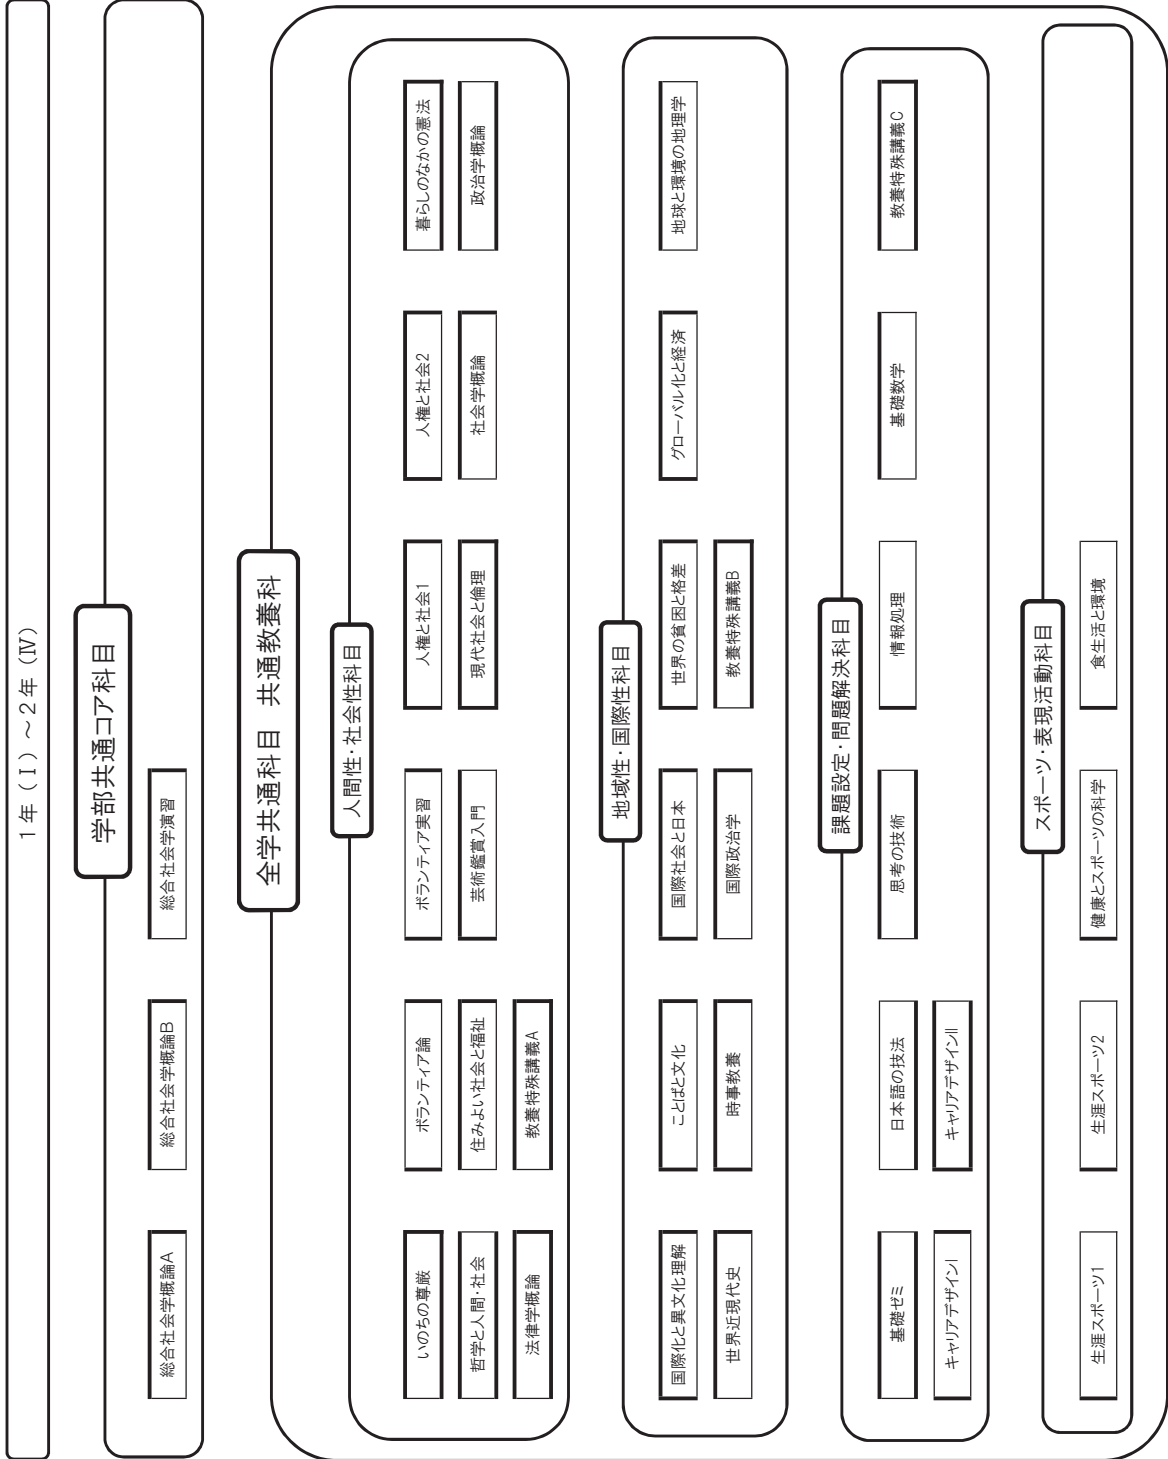 1年（Ⅰ）～2年（Ⅳ）
学部共通コア科目
総合社会学概論A
総合社会学概論B
総合社会学演習
全学共通科目　共通教養科
人間性・社会性科目
いのちの尊厳
ボランティア論
ボランティア実習
人権と社会1
人権と社会2
暮らしのなかの憲法
哲学と人間・社会
住みよい社会と福祉
芸術鑑賞入門
現代社会と倫理
社会学概論
政治学概論
法律学概論
教養特殊講義A
地域性・国際性科目
国際化と異文化理解
ことばと文化
国際社会と日本
世界の貧困と格差
グローバル化と経済
地球と環境の地理学
世界近現代史
時事教養
国際政治学
教養特殊講義B
課題設定・問題解決科目
基礎ゼミ
日本語の技法
思考の技術
情報処理
基礎数学
教養特殊講義C
キャリアデザインⅠ
キャリアデザインⅡ
スポーツ・表現活動科目
生涯スポーツ1
生涯スポーツ2
健康とスポーツの科学
食生活と環境